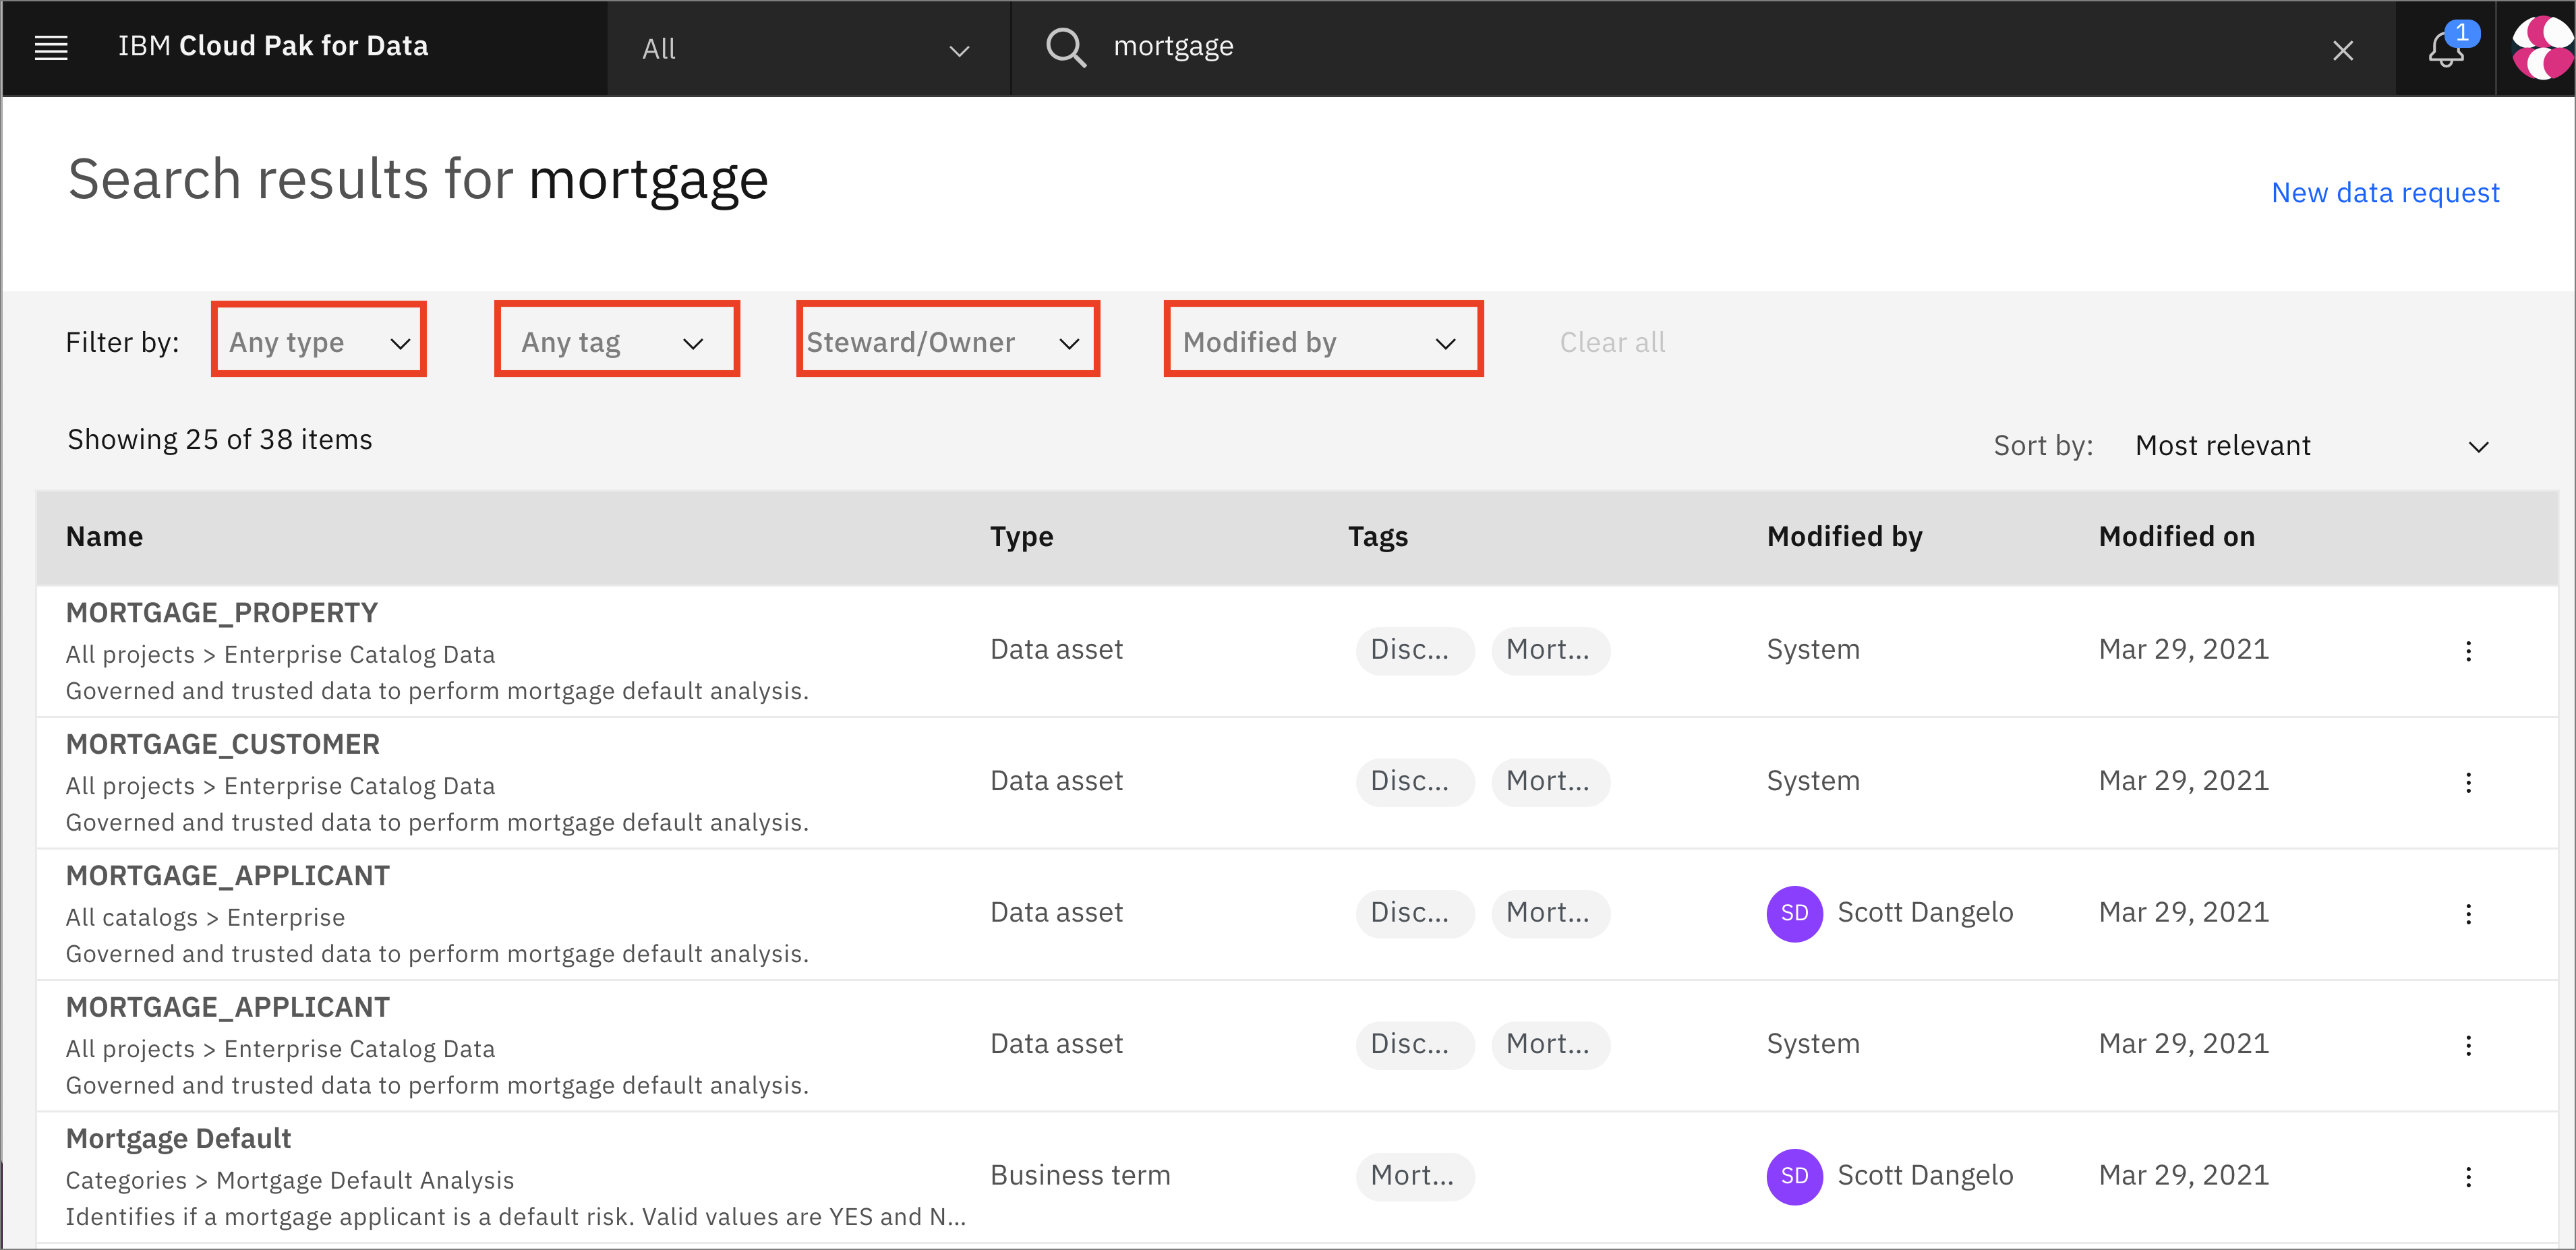 IBM Cloud Pak for Data All mortgage 1
Search results for mortgage
New data request
Filter by: Any type Any tag Steward/Owner Modified by Clear all
Showing 25 of 38 items
Sort by: Most relevant
Name Type Tags Modified by Modified on
MORTGAGE_PROPERTY
All projects > Enterprise Catalog Data
Governed and trusted data to perform mortgage default analysis.
Data asset Disc... Mort... System Mar 29, 2021
MORTGAGE_CUSTOMER
All projects > Enterprise Catalog Data
Governed and trusted data to perform mortgage default analysis.
Data asset Disc... Mort... System Mar 29, 2021
MORTGAGE_APPLICANT
All catalogs > Enterprise
Governed and trusted data to perform mortgage default analysis.
Data asset Disc... Mort... SD Scott Dangelo Mar 29, 2021
MORTGAGE_APPLICANT
All projects > Enterprise Catalog Data
Governed and trusted data to perform mortgage default analysis.
Data asset Disc... Mort... System Mar 29, 2021
Mortgage Default
Categories > Mortgage Default Analysis
Identifies if a mortgage applicant is a default risk. Valid values are YES and N...
Business term Mort... SD Scott Dangelo Mar 29, 2021